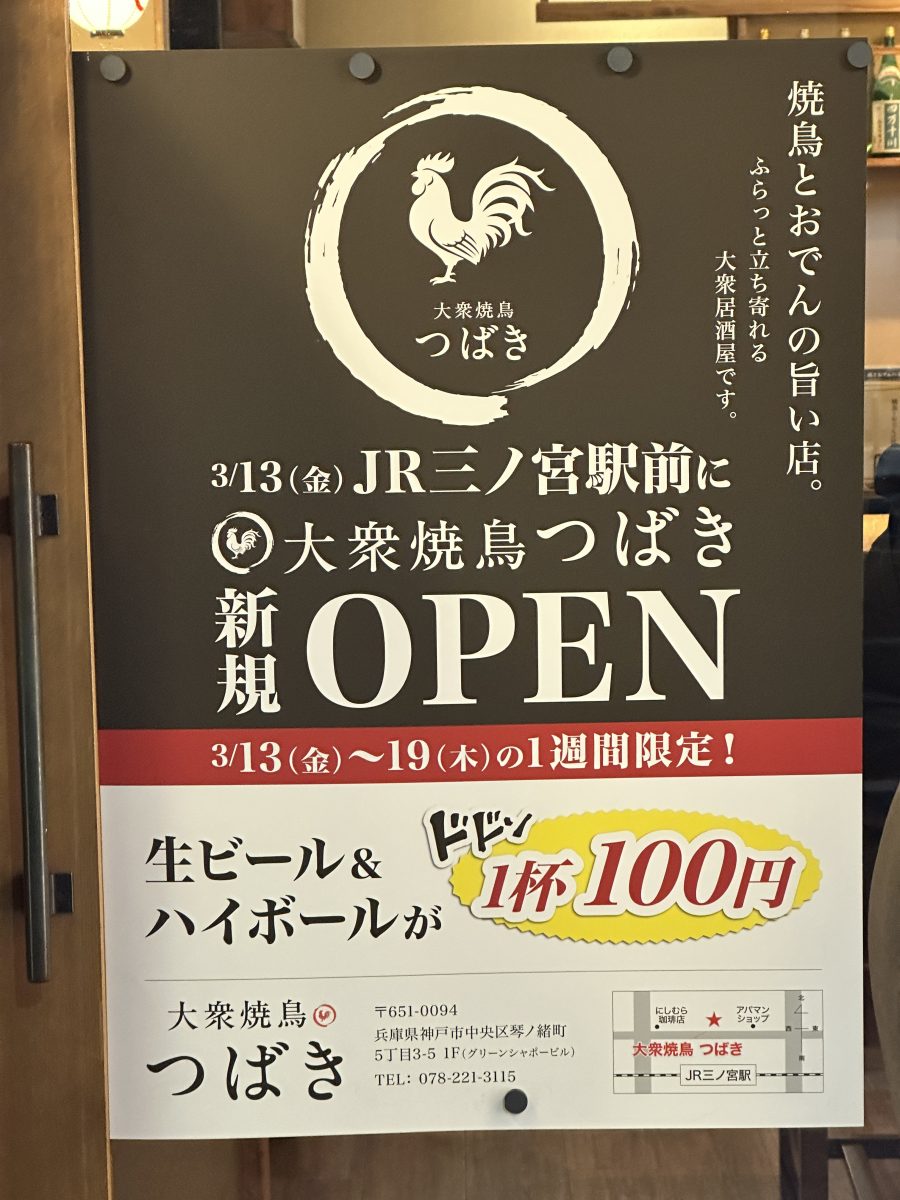 焼鳥とおでんの旨い店。
ふらっと立ち寄れる
大衆居酒屋です。
大衆焼鳥
つばき
3/13(金)JR三ノ宮駅前に
大衆焼鳥つばき
新規
OPEN
3/13(金)〜19(木)の1週間限定!
生ビール&
ハイボールが
ドドン
1杯100円
大衆焼鳥
つばき
〒651-0094
兵庫県神戸市中央区琴ノ緒町
5丁目3-5 1F(グリーンシャポービル)
TEL: 078-221-3115
にしむら
珈琲店
アパマン
ショップ
北
西
東
南
大衆焼鳥 つばき
JR三ノ宮駅
四万十川